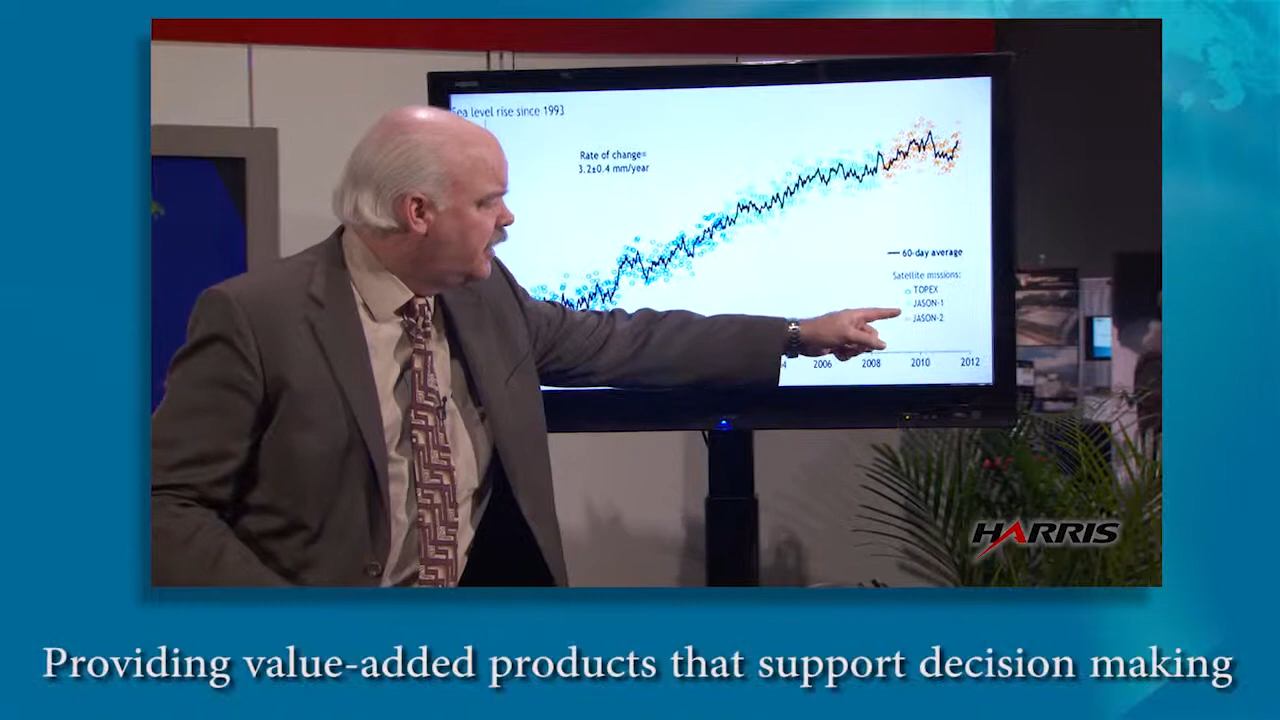 Sea level rise since 1993
Rate of change=
3.2±0.4 mm/year
60-day average
Satellite missions:
TOPEX
JASON-1
JASON-2
2006 2008 2010 2012
HARRIS
Providing value-added products that support decision making